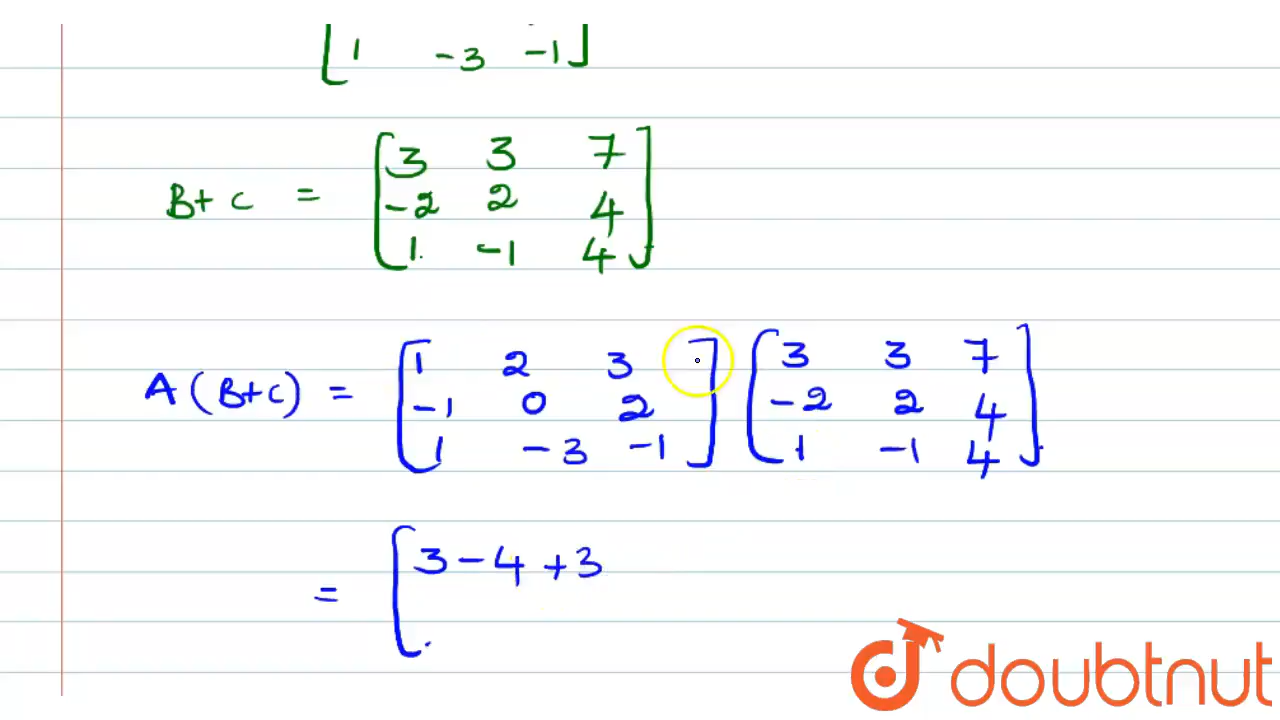 1 -3 -1
3 3 7
B+C = -2 2 4
1 -1 4
1 2 3 3 3 7
A(B+C) = -1 0 2 -2 2 4
1 -3 -1 1 -1 4
= 3-4+3
doubtnut